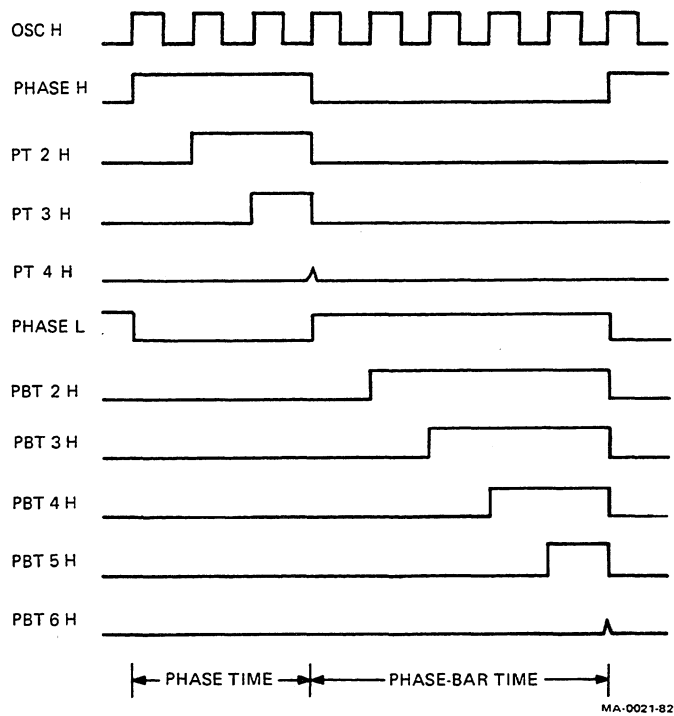 OSC H
PHASE H
PT 2 H
PT 3 H
PT 4 H
PHASE L
PBT 2 H
PBT 3 H
PBT 4 H
PBT 5 H
PBT 6 H
PHASE TIME
PHASE-BAR TIME
MA-0021-82